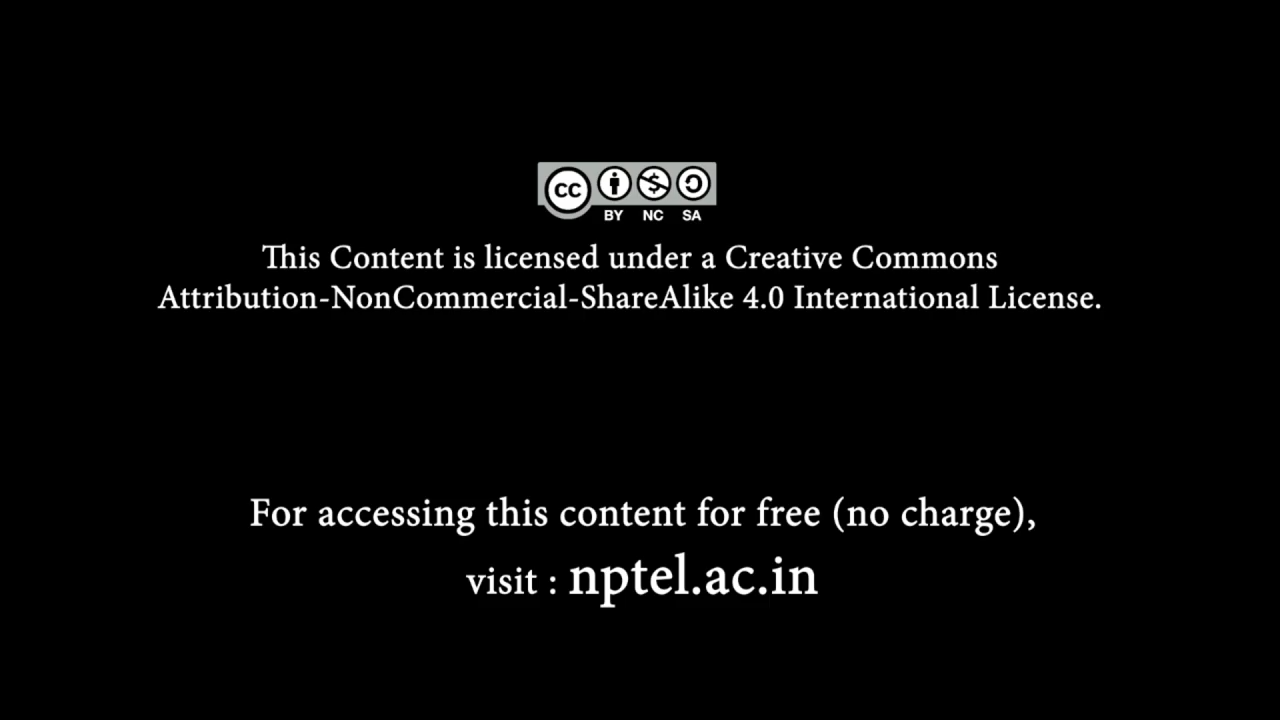 CC BY NC SA
This Content is licensed under a Creative Commons
Attribution-NonCommercial-ShareAlike 4.0 International License.
For accessing this content for free (no charge),
visit : nptel.ac.in